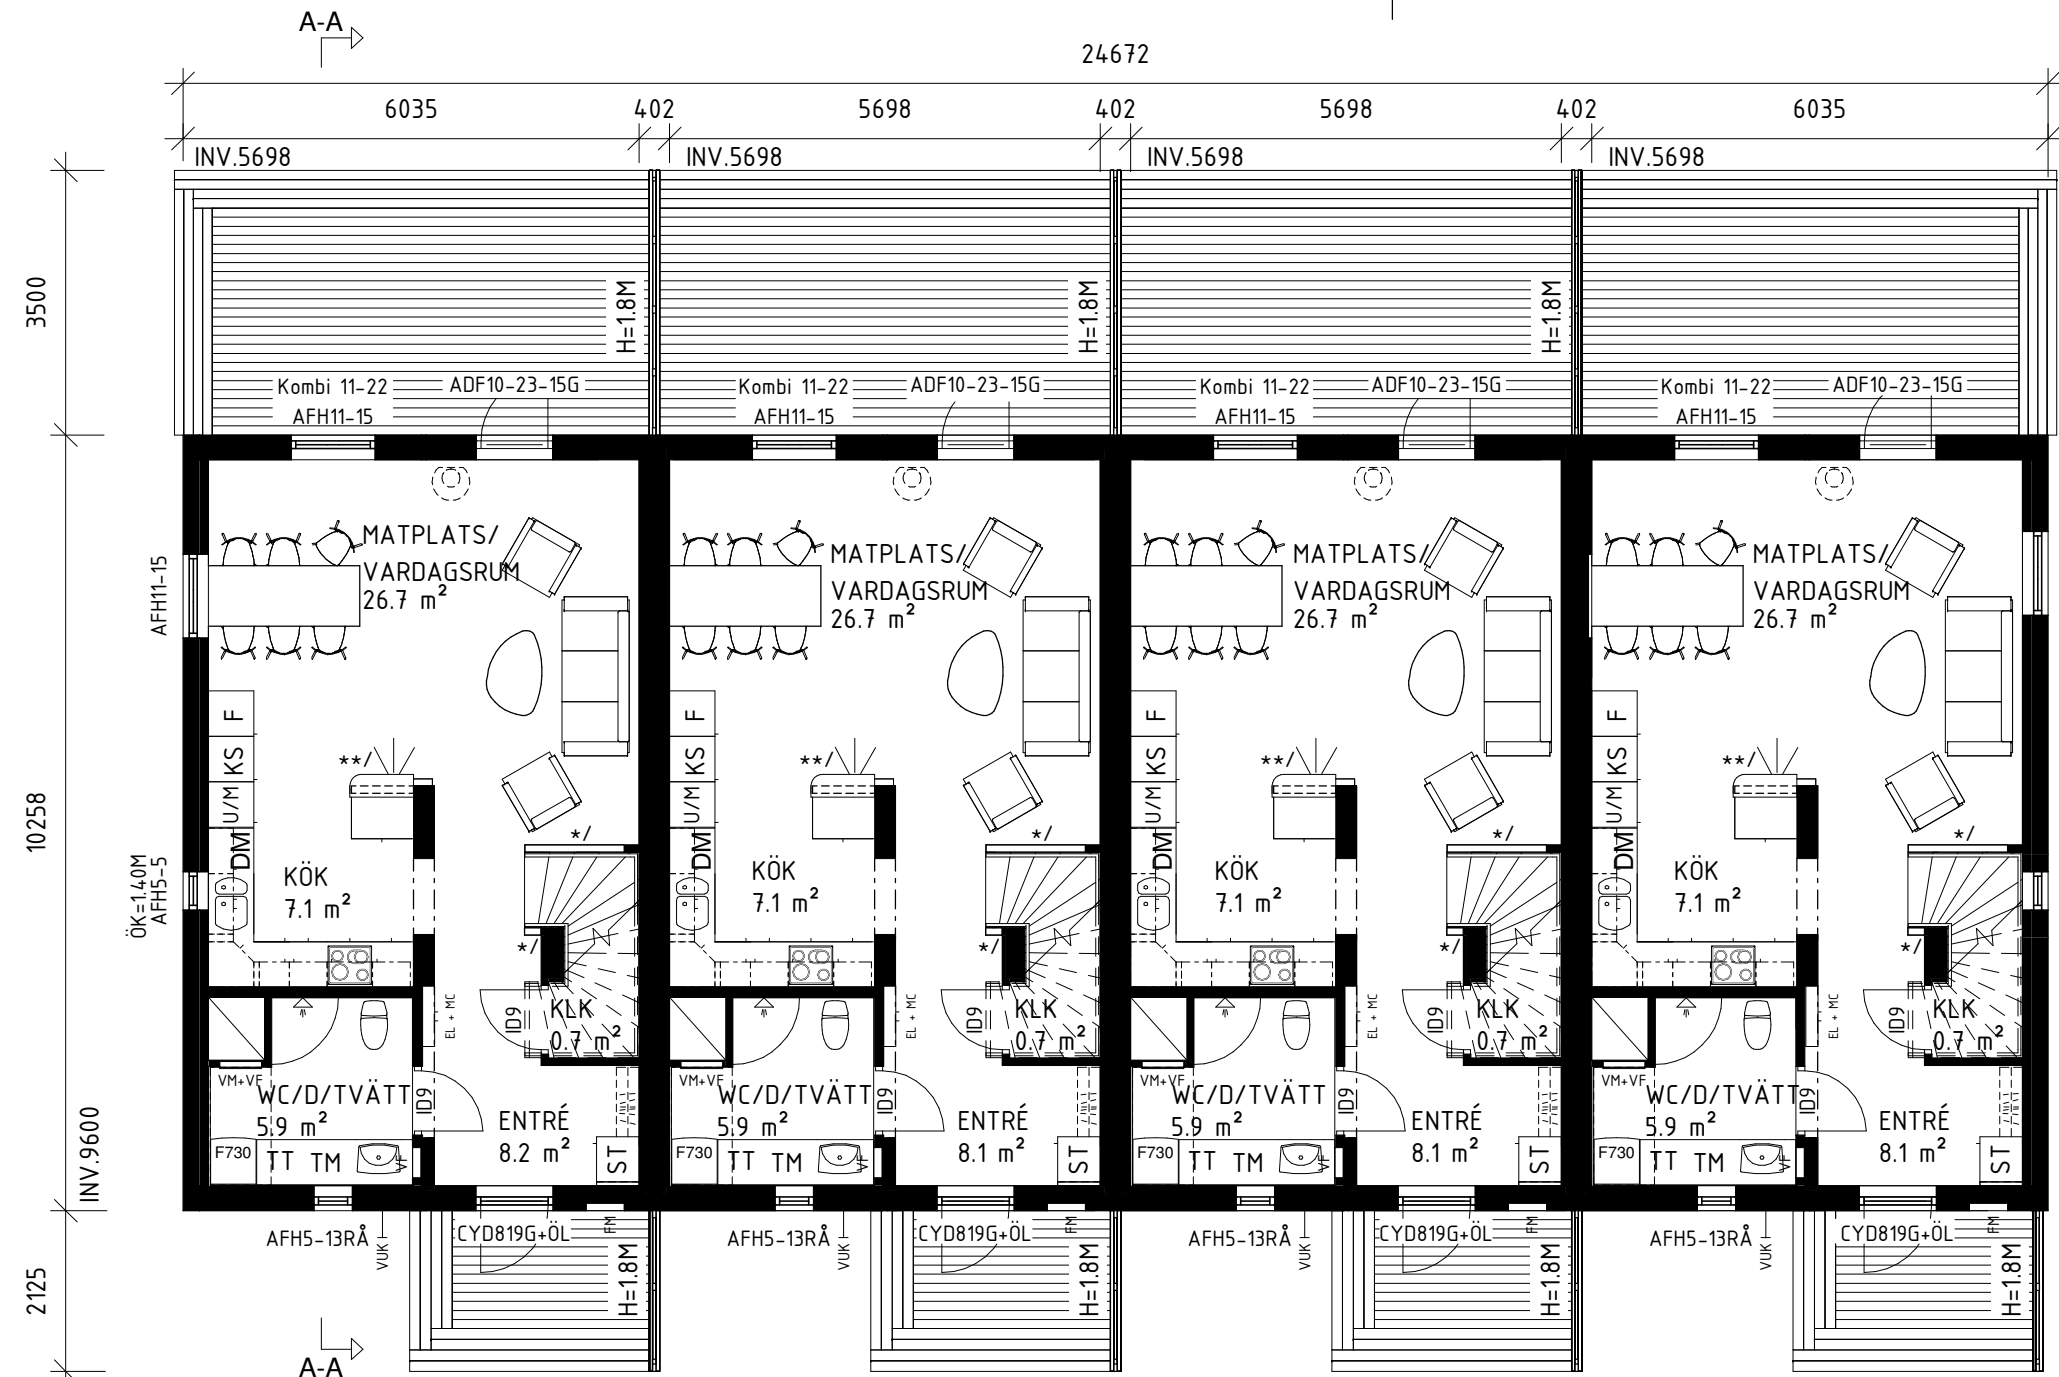 A-A
24672
6035 402 5698 402 5698 402 6035
INV.5698 INV.5698 INV.5698 INV.5698
3500
H=1.8M H=1.8M H=1.8M
Kombi 11-22 ADF10-23-15G Kombi 11-22 ADF10-23-15G Kombi 11-22 ADF10-23-15G Kombi 11-22 ADF10-23-15G
AFH11-15 AFH11-15 AFH11-15 AFH11-15
AFH11-15
MATPLATS/
VARDAGSRUM
26.7 m²
MATPLATS/
VARDAGSRUM
26.7 m²
MATPLATS/
VARDAGSRUM
26.7 m²
MATPLATS/
VARDAGSRUM
26.7 m²
F F F F
KS KS KS KS
**/ **/ **/ **/
U/M U/M U/M U/M
10258
*/ */ */ */
DM DM DM DM
ÖK=1.40M
AFH5-5
KÖK
7.1 m²
KÖK
7.1 m²
KÖK
7.1 m²
KÖK
7.1 m²
*/ */ */ */
EL + MC ID9 EL + MC ID9 EL + MC ID9 EL + MC ID9
KLK
0.7 m²
KLK
0.7 m²
KLK
0.7 m²
KLK
0.7 m²
VM+VF VM+VF VM+VF VM+VF
WC/D/TVÄTT
5.9 m²
WC/D/TVÄTT
5.9 m²
WC/D/TVÄTT
5.9 m²
WC/D/TVÄTT
5.9 m²
ID9 ID9 ID9 ID9
ENTRÉ
8.2 m²
ENTRÉ
8.1 m²
ENTRÉ
8.1 m²
ENTRÉ
8.1 m²
INV.9600
F730 TT TM VF ST F730 TT TM VF ST F730 TT TM VF ST F730 TT TM VF ST
AFH5-13RÅ VUK CYD819G+ÖL FM AFH5-13RÅ VUK CYD819G+ÖL FM AFH5-13RÅ VUK CYD819G+ÖL FM AFH5-13RÅ VUK CYD819G+ÖL FM
2125
H=1.8M H=1.8M H=1.8M H=1.8M
A-A